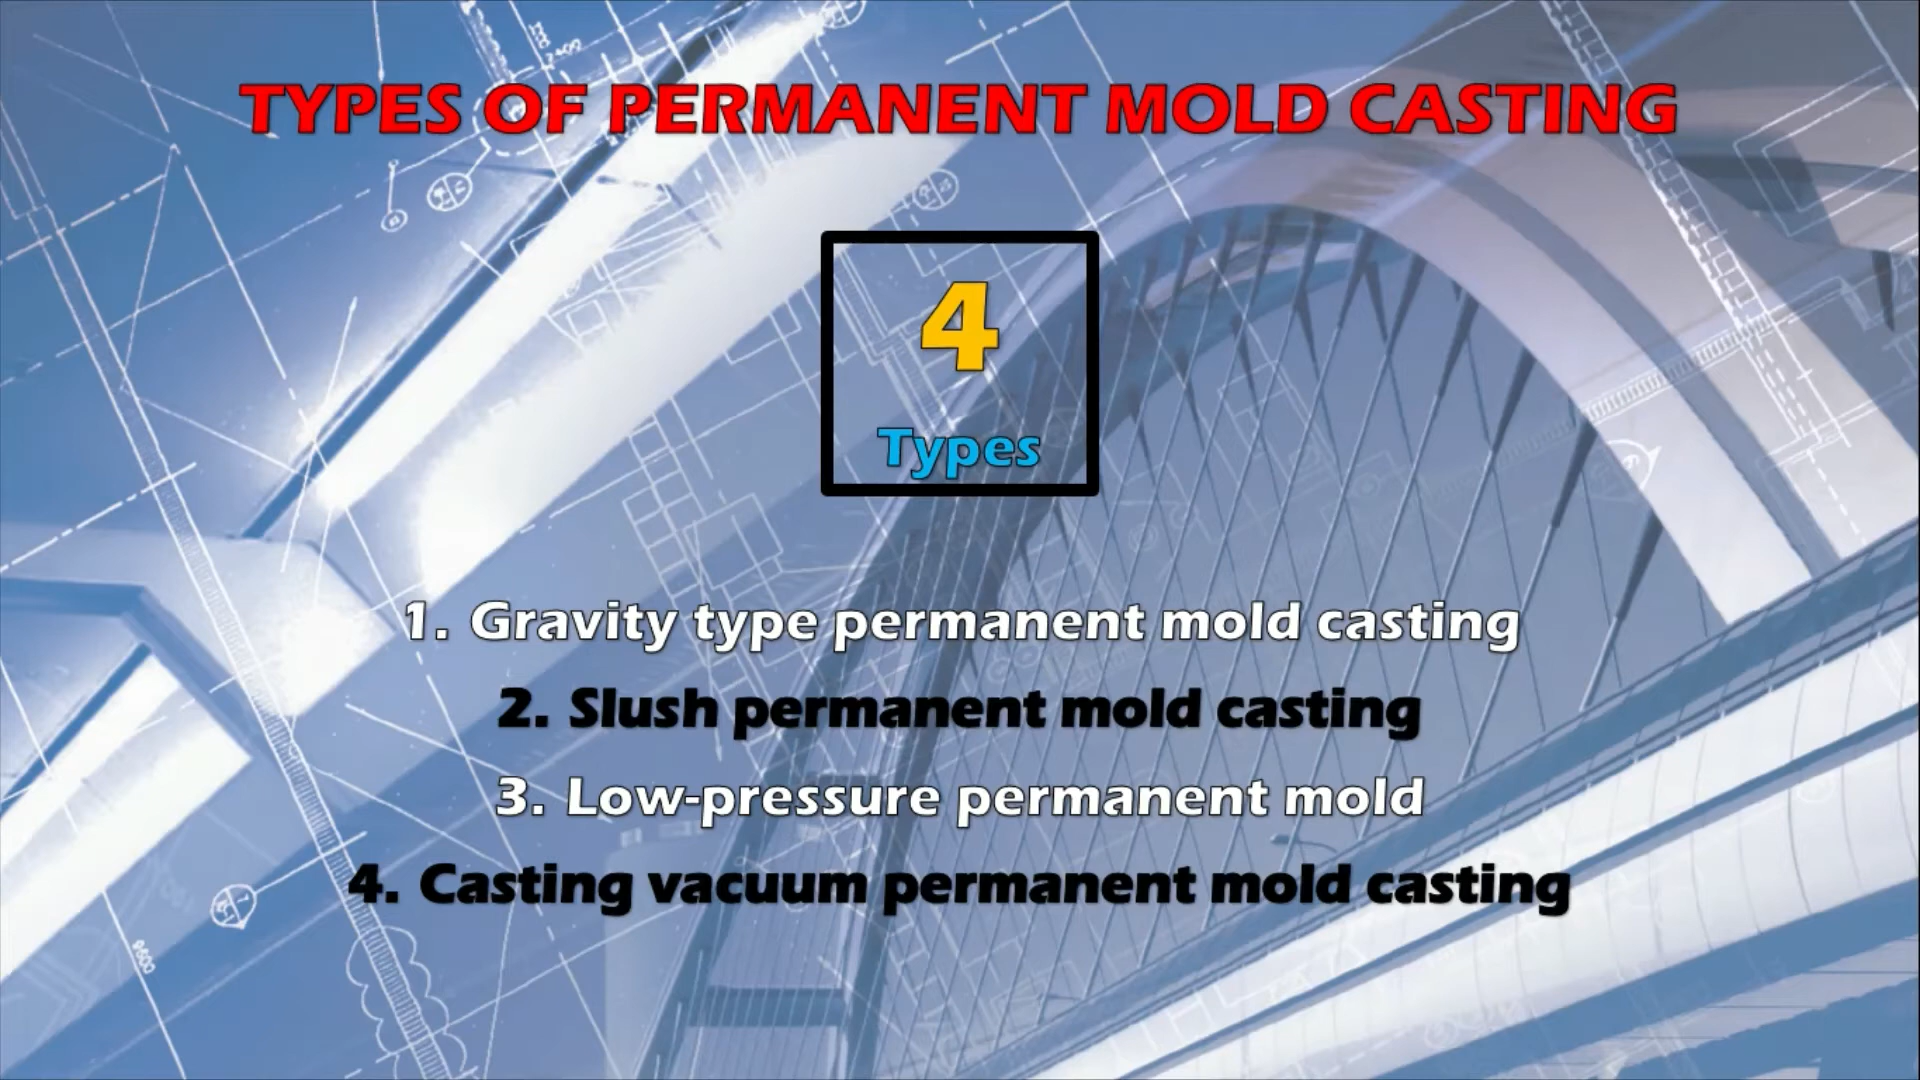 TYPES OF PERMANENT MOLD CASTING
4
Types
1. Gravity type permanent mold casting
2. Slush permanent mold casting
3. Low-pressure permanent mold
4. Casting vacuum permanent mold casting
9600